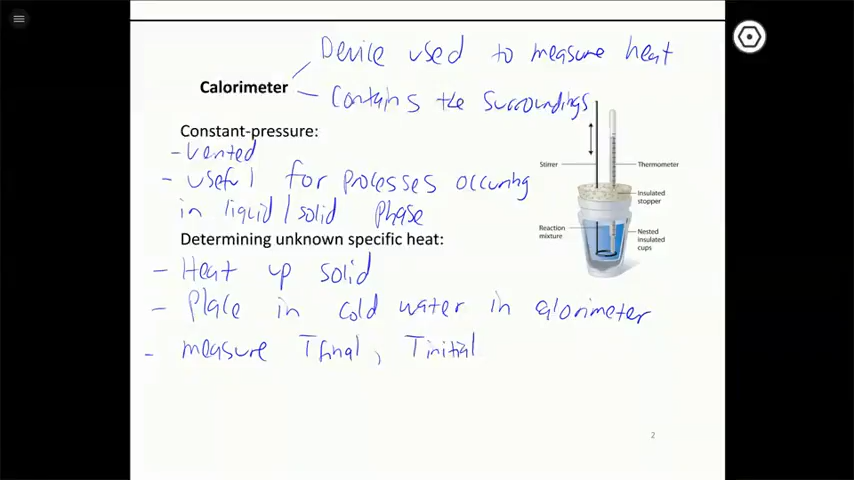 Device used to measure heat
Calorimeter
- Contains the surroundings
Constant-pressure:
- Vented
- useful for processes occuring
in liquid/solid phase
Stirrer
Thermometer
Insulated
stopper
Reaction
mixture
Nested
insulated
cups
Determining unknown specific heat:
- Heat up solid
- Place in cold water in calorimeter
- measure Tfinal, Tinitial
2